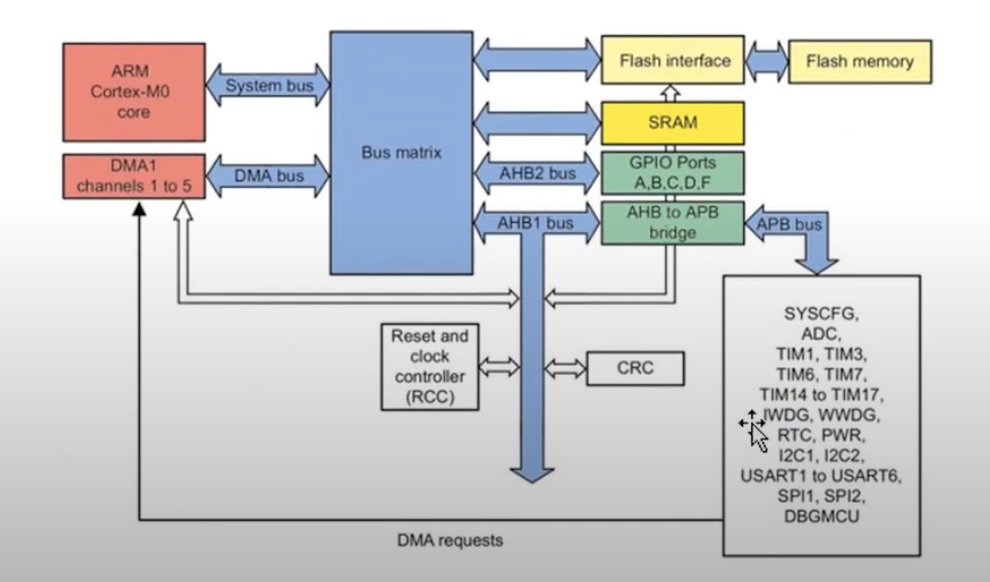 ARM
Cortex-M0
core
System bus
Bus matrix
Flash interface
Flash memory
SRAM
DMA1
channels 1 to 5
DMA bus
AHB2 bus
GPIO Ports
A,B,C,D,F
AHB1 bus
AHB to APB
bridge
APB bus
Reset and
clock
controller
(RCC)
CRC
SYSCFG,
ADC,
TIM1, TIM3,
TIM6, TIM7,
TIM14 to TIM17,
IWDG, WWDG,
RTC, PWR,
I2C1, I2C2,
USART1 to USART6,
SPI1, SPI2,
DBGMCU
DMA requests